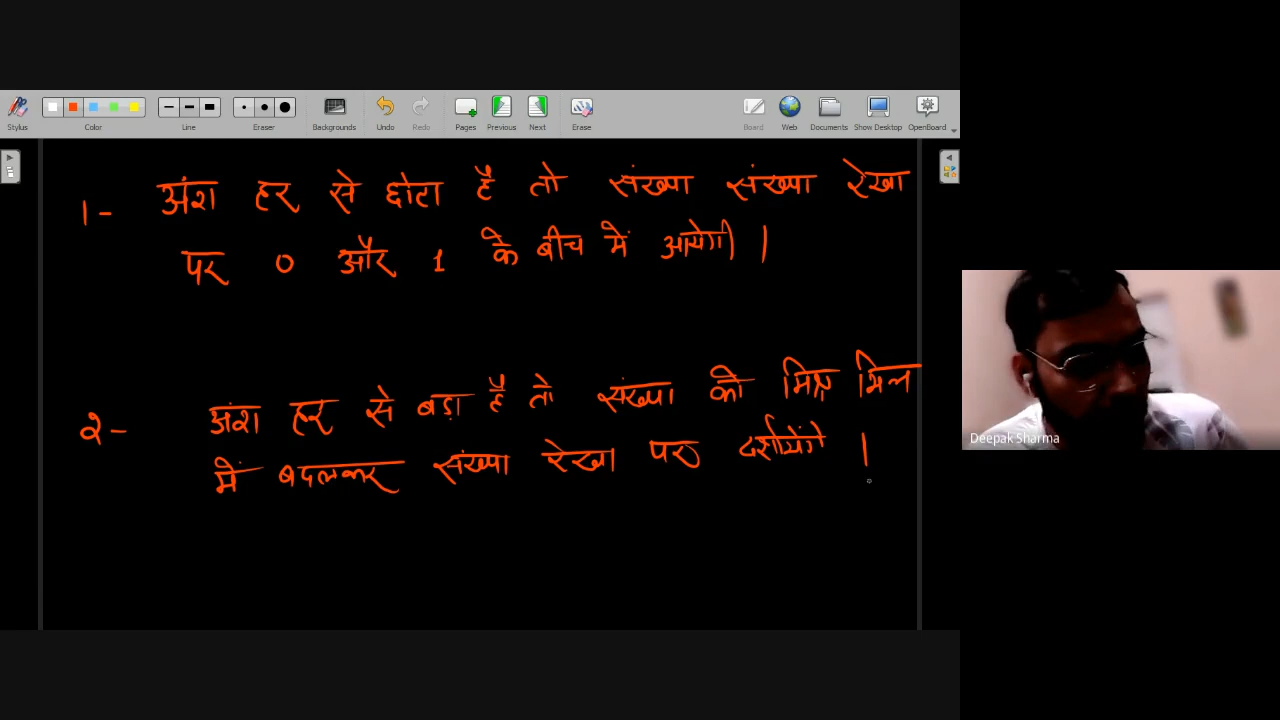 Stylus
Color
Line
Eraser
Backgrounds
Undo
Redo
Pages
Previous
Next
Erase
Board
Web
Documents
Show Desktop
OpenBoard
1- अंश हर से छोटा है तो संख्या संख्या रेखा
पर 0 और 1 के बीच में आयेगी।
२- अंश हर से बड़ा है तो संख्या को मिश्र भिन्न
में बदलकर संख्या रेखा पर दर्शायेंगे।
Deepak Sharma